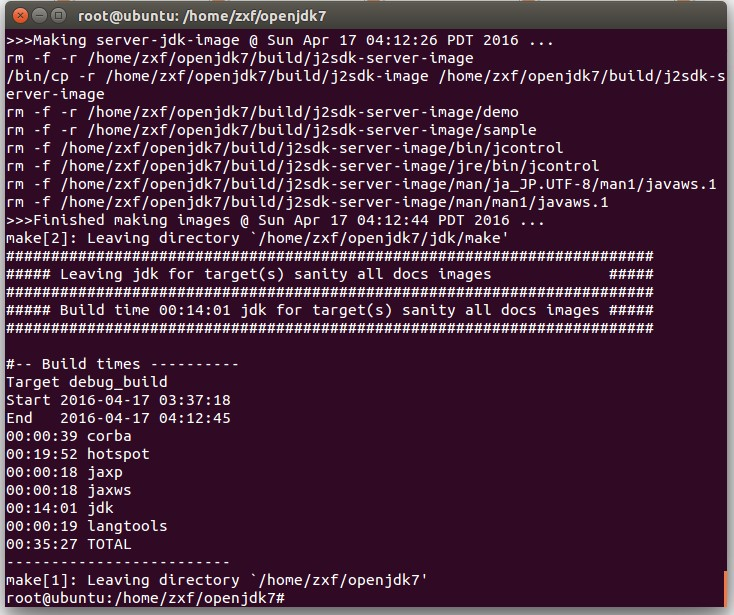 root@ubuntu: /home/zxf/openjdk7
>>>Making server-jdk-image @ Sun Apr 17 04:12:26 PDT 2016 ...
rm -f -r /home/zxf/openjdk7/build/j2sdk-server-image
/bin/cp -r /home/zxf/openjdk7/build/j2sdk-image /home/zxf/openjdk7/build/j2sdk-s
erver-image
rm -f -r /home/zxf/openjdk7/build/j2sdk-server-image/demo
rm -f -r /home/zxf/openjdk7/build/j2sdk-server-image/sample
rm -f /home/zxf/openjdk7/build/j2sdk-server-image/bin/jcontrol
rm -f /home/zxf/openjdk7/build/j2sdk-server-image/jre/bin/jcontrol
rm -f /home/zxf/openjdk7/build/j2sdk-server-image/man/ja_JP.UTF-8/man1/javaws.1
rm -f /home/zxf/openjdk7/build/j2sdk-server-image/man/man1/javaws.1
>>>Finished making images @ Sun Apr 17 04:12:44 PDT 2016 ...
make[2]: Leaving directory `/home/zxf/openjdk7/jdk/make'
########################################################################
##### Leaving jdk for target(s) sanity all docs images             #####
########################################################################
##### Build time 00:14:01 jdk for target(s) sanity all docs images #####
########################################################################
#-- Build times ----------
Target debug_build
Start 2016-04-17 03:37:18
End   2016-04-17 04:12:45
00:00:39 corba
00:19:52 hotspot
00:00:18 jaxp
00:00:18 jaxws
00:14:01 jdk
00:00:19 langtools
00:35:27 TOTAL
-------------------------
make[1]: Leaving directory `/home/zxf/openjdk7'
root@ubuntu:/home/zxf/openjdk7#